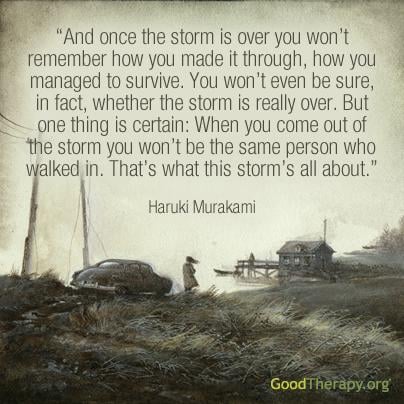 “And once the storm is over you won’t
remember how you made it through, how you
managed to survive. You won’t even be sure,
in fact, whether the storm is really over. But
one thing is certain: When you come out of
the storm you won’t be the same person who
walked in. That’s what this storm’s all about.”
Haruki Murakami
GoodTherapy.org